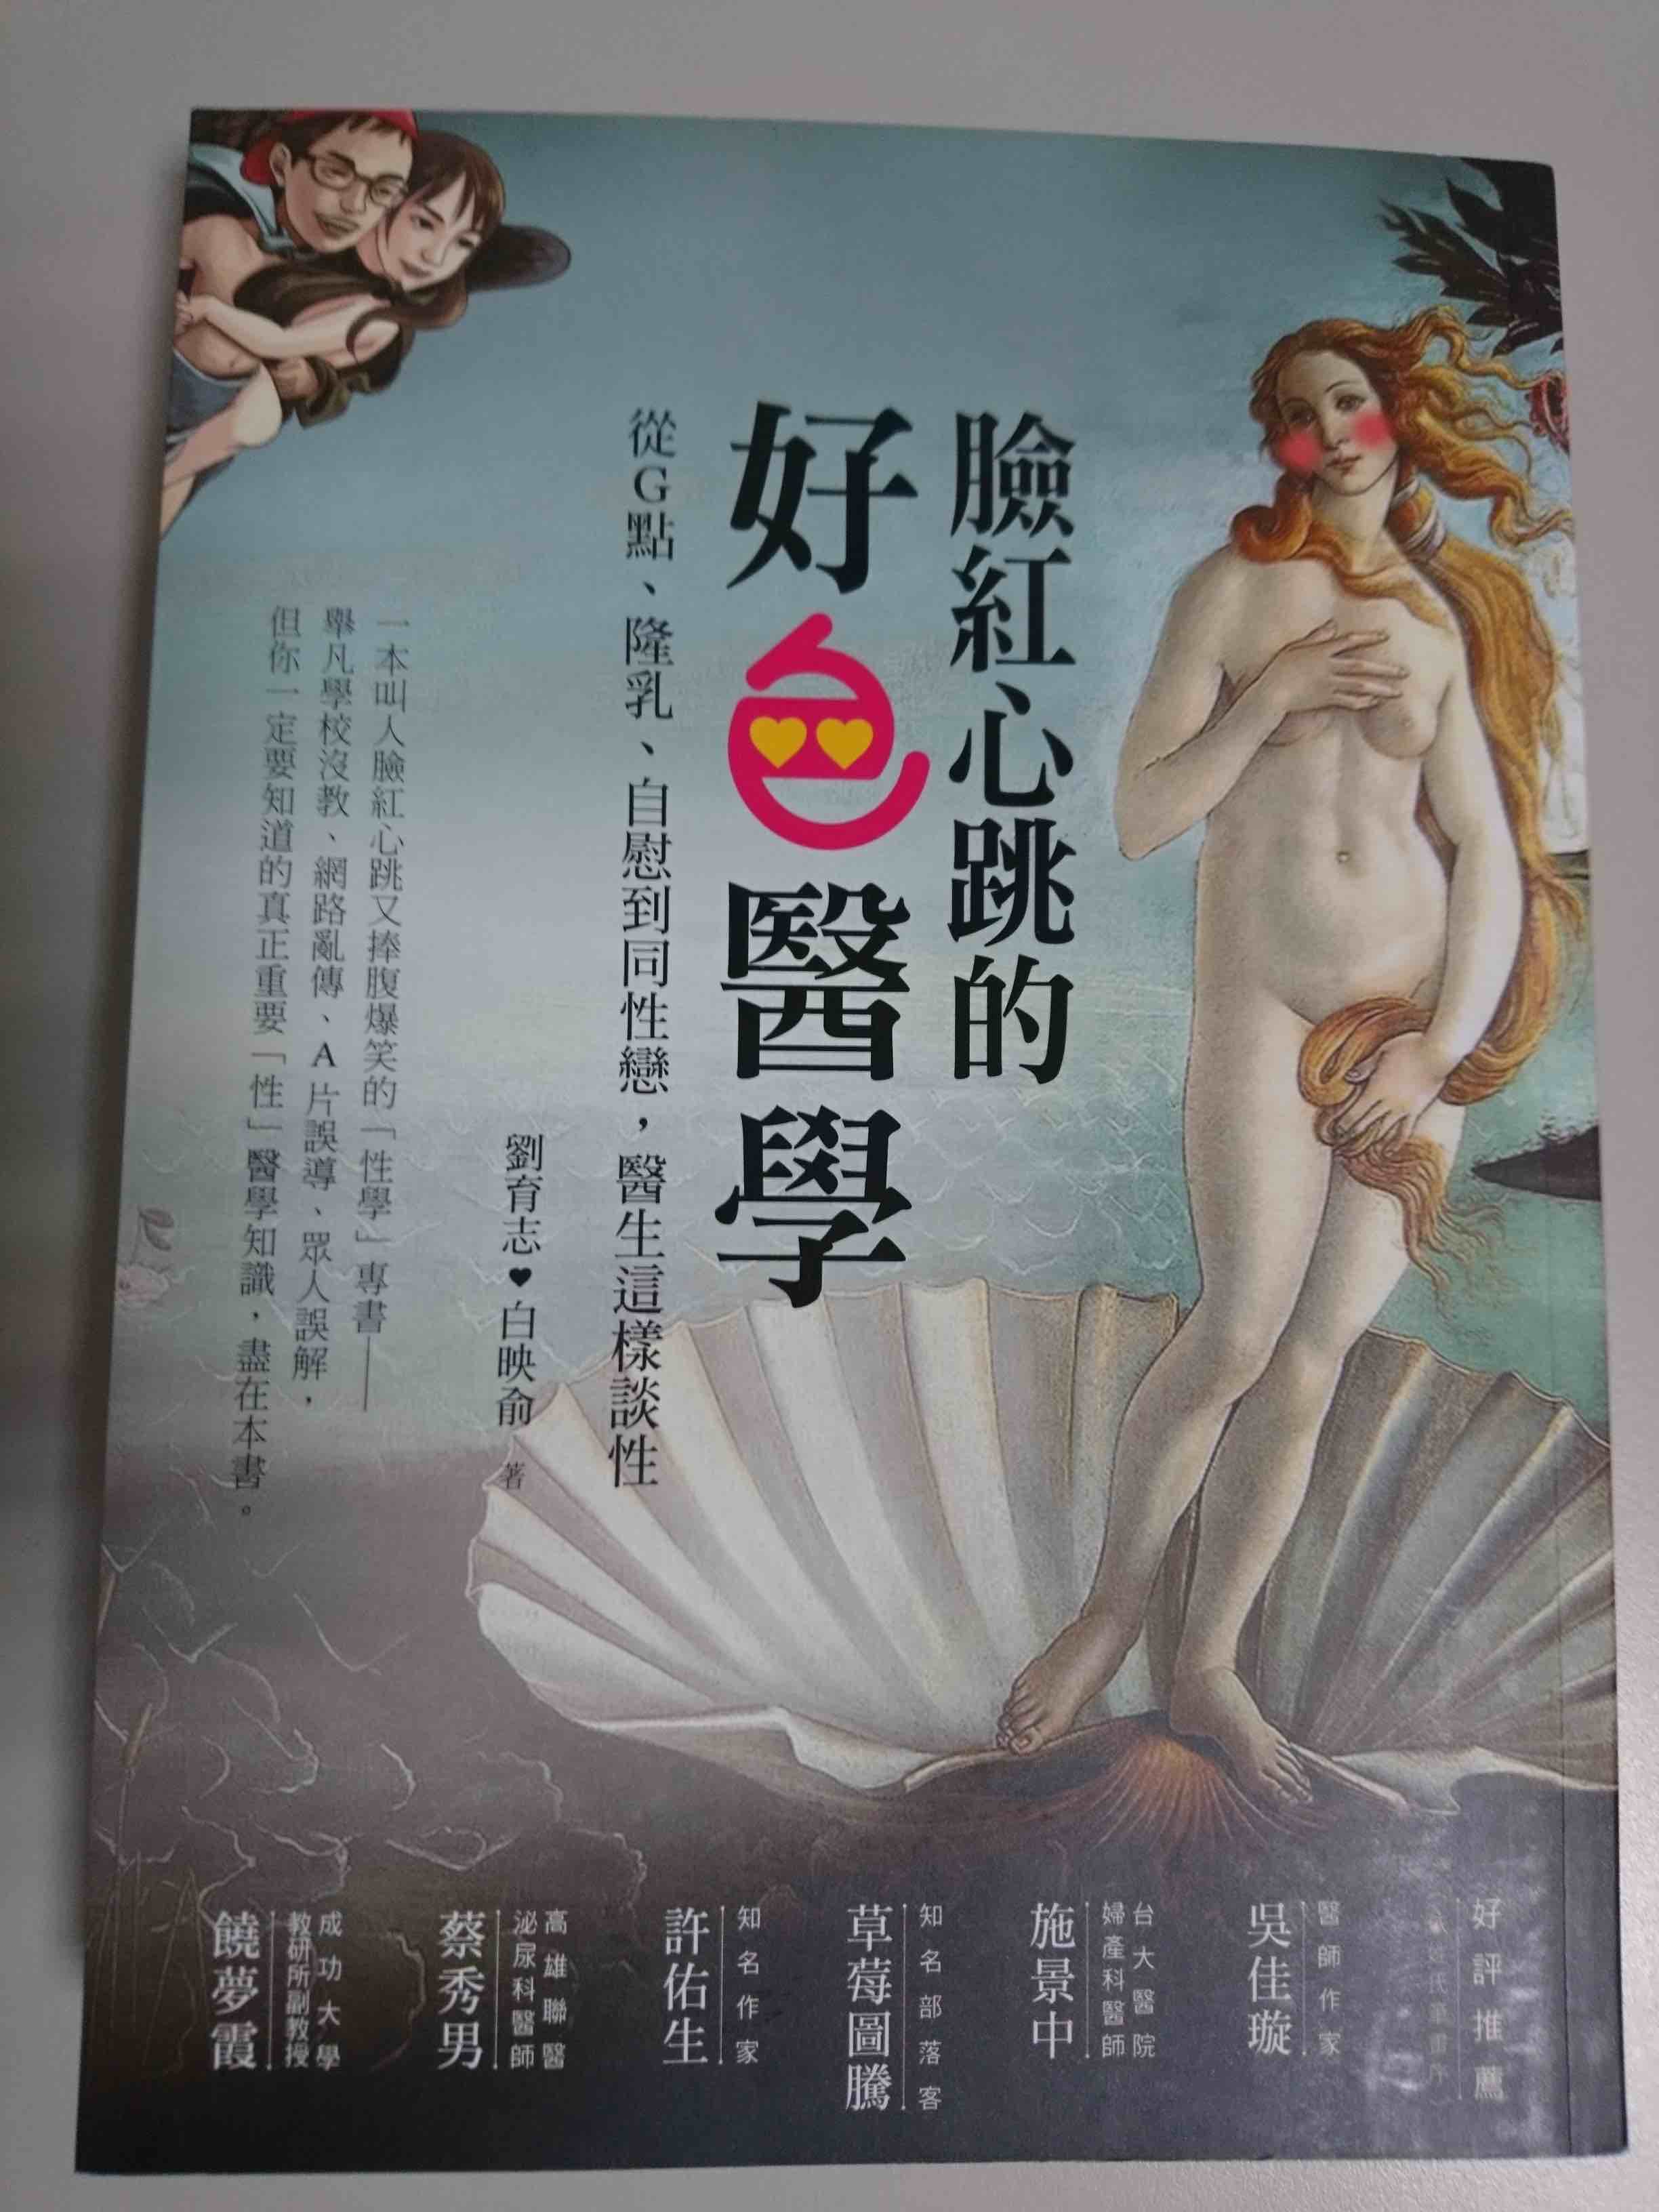 臉紅心跳的
好色醫學
從G點、隆乳、自慰到同性戀，醫生這樣談性
劉育志♥白映俞 著
一本叫人臉紅心跳又捧腹爆笑的「性學」專書——
舉凡學校沒教、網路亂傳、A片誤導、眾人誤解，
但你一定要知道的真正重要「性」醫學知識，盡在本書。
好評推薦
醫師作家
吳佳璇
台大醫院
婦產科醫師
施景中
知名部落客
草莓圖騰
知名作家
許佑生
高雄聯醫
泌尿科醫師
蔡秀男
成功大學
教研所副教授
饒夢霞